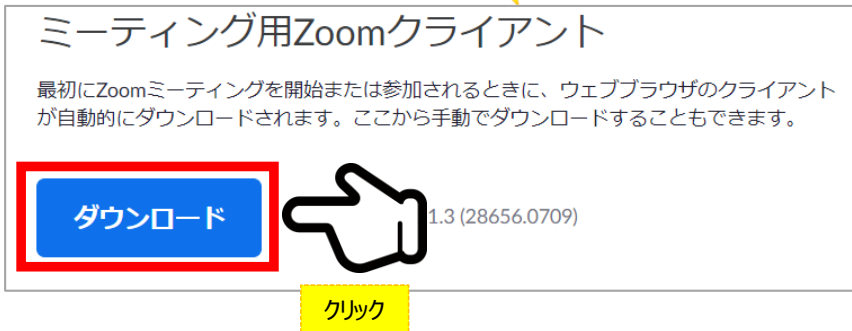 ミーティング用Zoomクライアント
最初にZoomミーティングを開始または参加されるときに、ウェブブラウザのクライアント
が自動的にダウンロードされます。ここから手動でダウンロードすることもできます。
ダウンロード
1.3 (28656.0709)
クリック